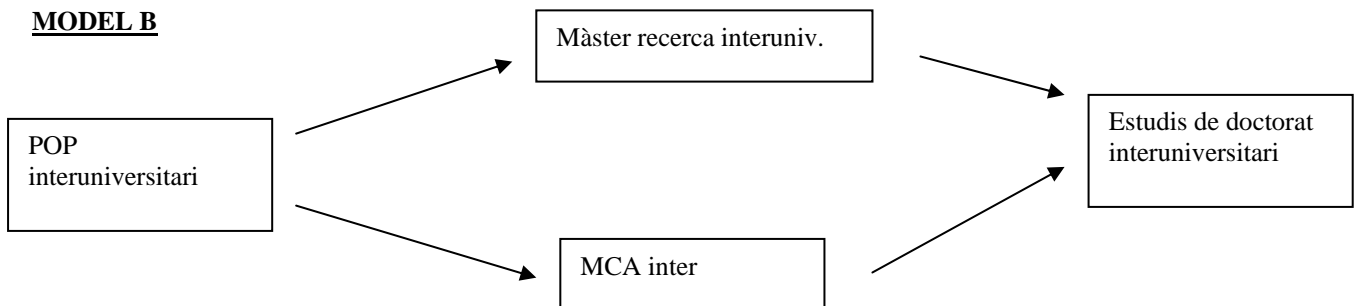 MODEL B
Màster recerca interuniv.
POP
interuniversitari
Estudis de doctorat
interuniversitari
MCA inter